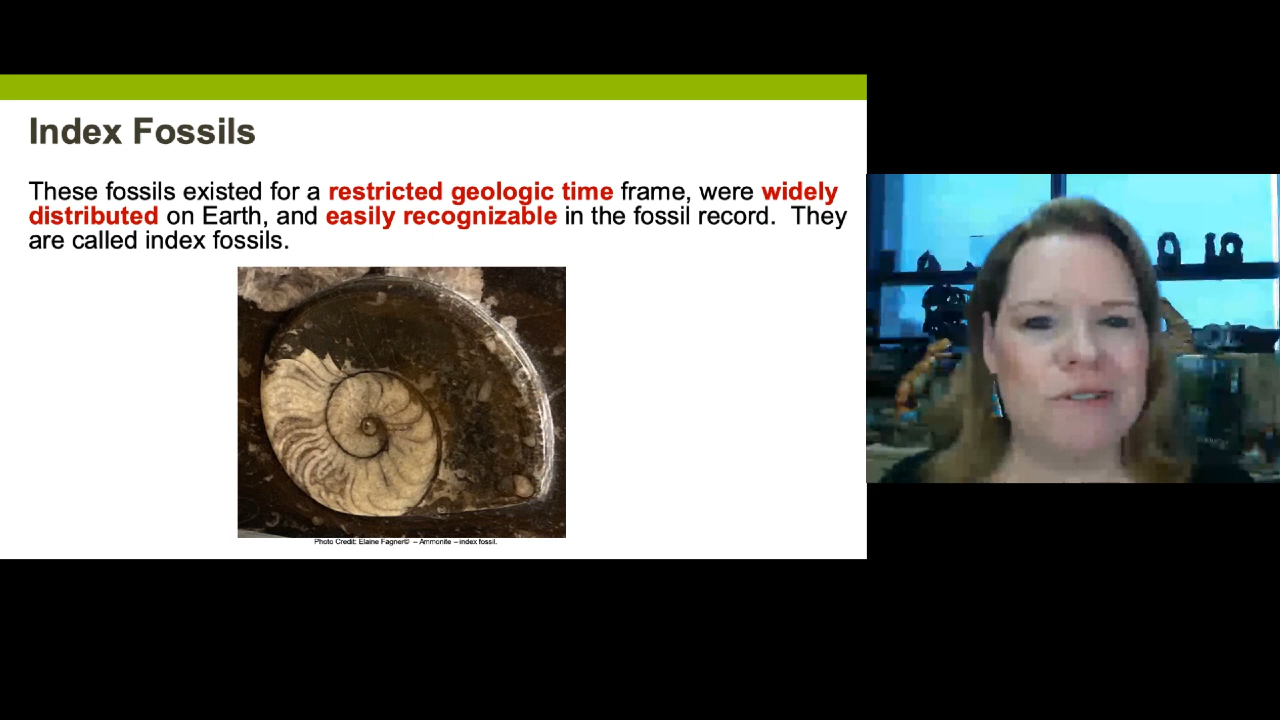 Index Fossils
These fossils existed for a restricted geologic time frame, were widely
distributed on Earth, and easily recognizable in the fossil record. They
are called index fossils.
Photo Credit: Elaine Fagner© – Ammonite – index fossil.